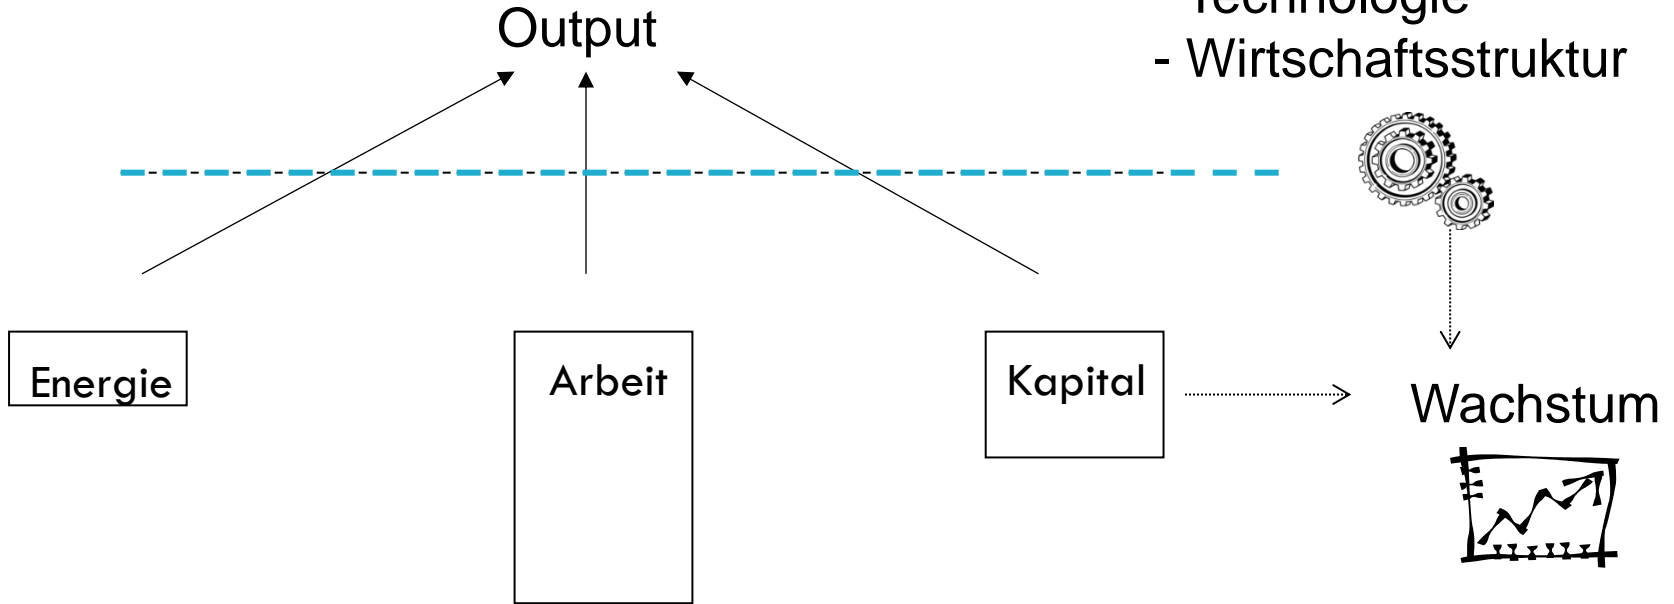 Technologie
Output
- Wirtschaftsstruktur
Energie
Arbeit
Kapital
Wachstum